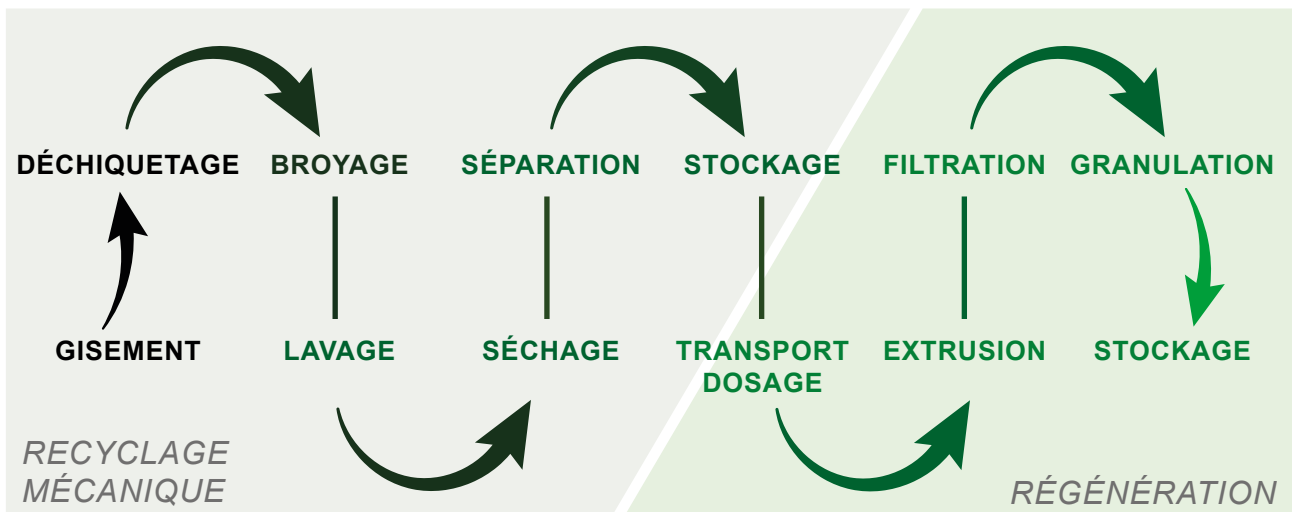 DÉCHIQUETAGE BROYAGE SÉPARATION STOCKAGE FILTRATION GRANULATION
GISEMENT LAVAGE SÉCHAGE TRANSPORT EXTRUSION STOCKAGE
DOSAGE
RECYCLAGE
MÉCANIQUE
RÉGÉNÉRATION